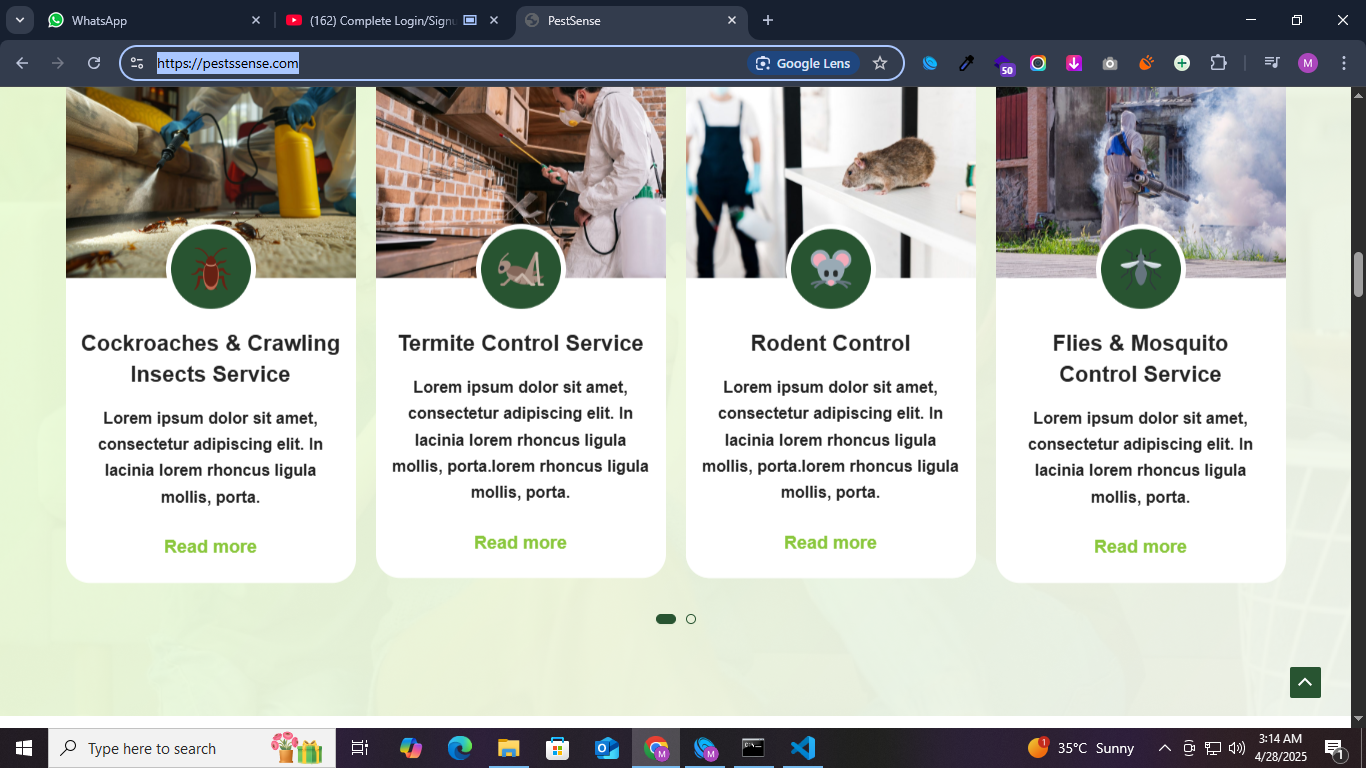 WhatsApp
(162) Complete Login/Sign
PestSense
https://pestssense.com
Google Lens
50
M
Cockroaches & Crawling
Insects Service
Lorem ipsum dolor sit amet,
consectetur adipiscing elit. In
lacinia lorem rhoncus ligula
mollis, porta.
Read more
Termite Control Service
Lorem ipsum dolor sit amet,
consectetur adipiscing elit. In
lacinia lorem rhoncus ligula
mollis, porta.lorem rhoncus ligula
mollis, porta.
Read more
Rodent Control
Lorem ipsum dolor sit amet,
consectetur adipiscing elit. In
lacinia lorem rhoncus ligula
mollis, porta.lorem rhoncus ligula
mollis, porta.
Read more
Flies & Mosquito
Control Service
Lorem ipsum dolor sit amet,
consectetur adipiscing elit. In
lacinia lorem rhoncus ligula
mollis, porta.
Read more
Type here to search
M
M
1
35°C Sunny
3:14 AM
4/28/2025
1